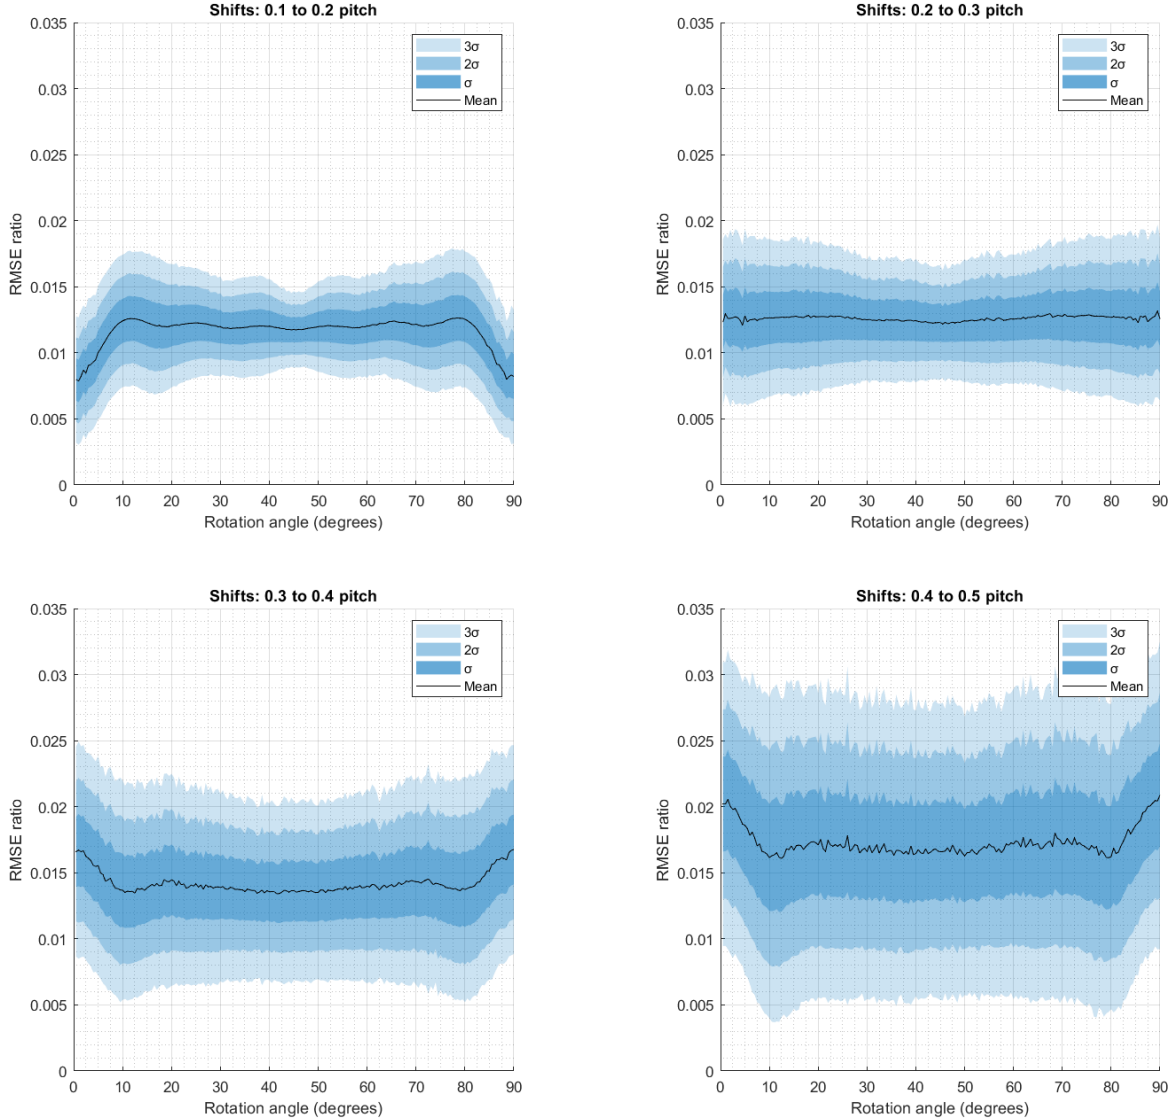 Shifts: 0.1 to 0.2 pitch
0.035
0.03
0.025
0.02
0.015
0.01
0.005
0
RMSE ratio
3σ
2σ
σ
Mean
0 10 20 30 40 50 60 70 80 90
Rotation angle (degrees)
Shifts: 0.2 to 0.3 pitch
0.035
0.03
0.025
0.02
0.015
0.01
0.005
0
RMSE ratio
3σ
2σ
σ
Mean
0 10 20 30 40 50 60 70 80 90
Rotation angle (degrees)
Shifts: 0.3 to 0.4 pitch
0.035
0.03
0.025
0.02
0.015
0.01
0.005
0
RMSE ratio
3σ
2σ
σ
Mean
0 10 20 30 40 50 60 70 80 90
Rotation angle (degrees)
Shifts: 0.4 to 0.5 pitch
0.035
0.03
0.025
0.02
0.015
0.01
0.005
0
RMSE ratio
3σ
2σ
σ
Mean
0 10 20 30 40 50 60 70 80 90
Rotation angle (degrees)